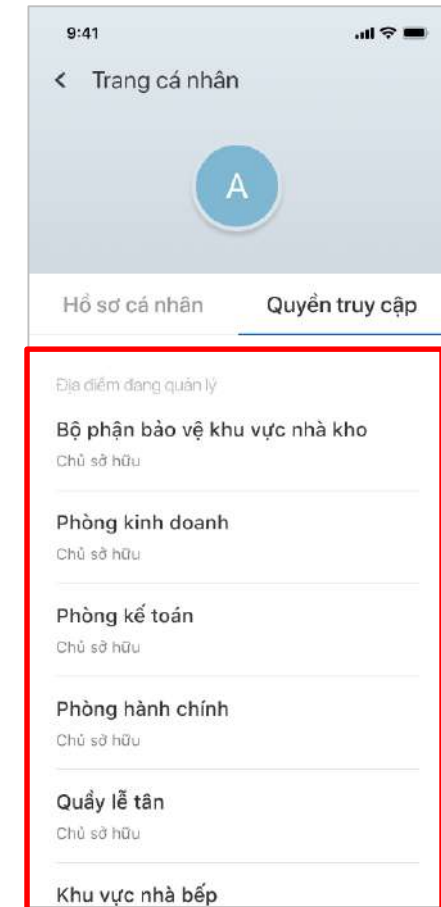 9:41
Trang cá nhân
A
Hồ sơ cá nhân Quyền truy cập
Địa điểm đang quản lý
Bộ phận bảo vệ khu vực nhà kho
Chủ sở hữu
Phòng kinh doanh
Chủ sở hữu
Phòng kế toán
Chủ sở hữu
Phòng hành chính
Chủ sở hữu
Quầy lễ tân
Chủ sở hữu
Khu vực nhà bếp